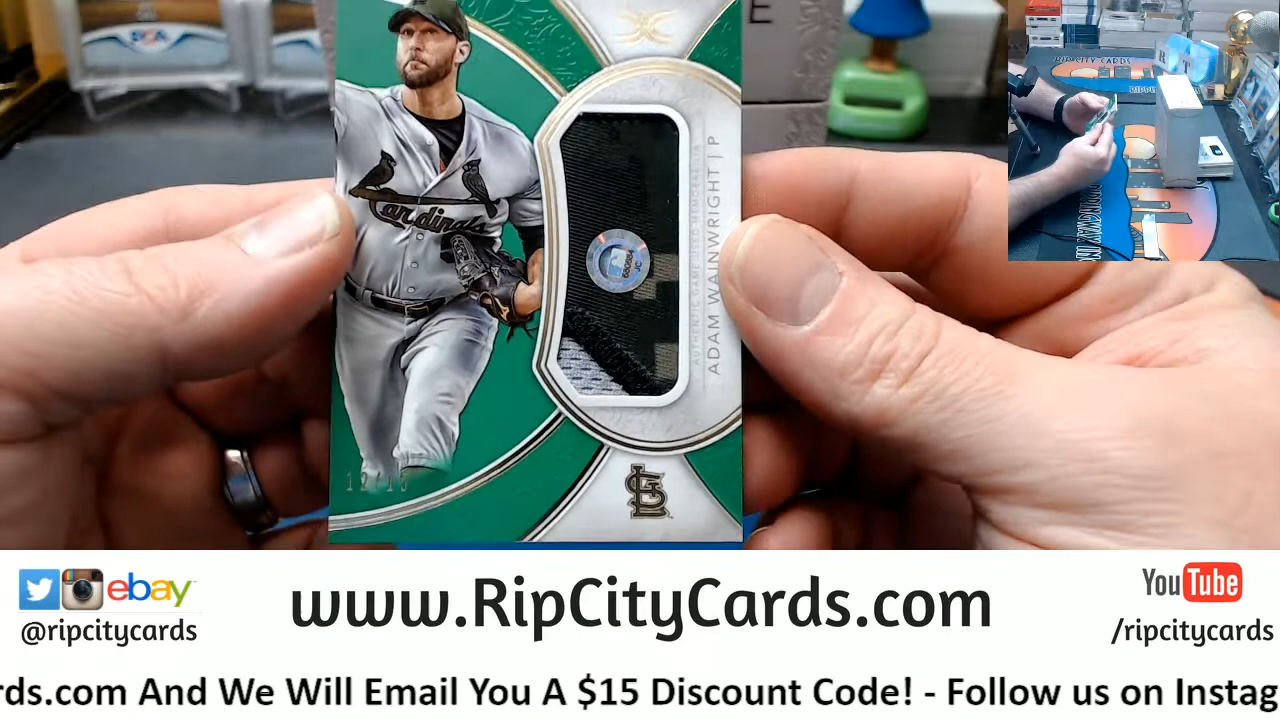 E
RIP CITY CARDS
Cardinals
AUTHENTIC GAME-USED MEMORABILIA
ADAM WAINWRIGHT | P
JC
STL
ebay
@ripcitycards
www.RipCityCards.com
YouTube
/ripcitycards
rds.com And We Will Email You A $15 Discount Code! - Follow us on Instag